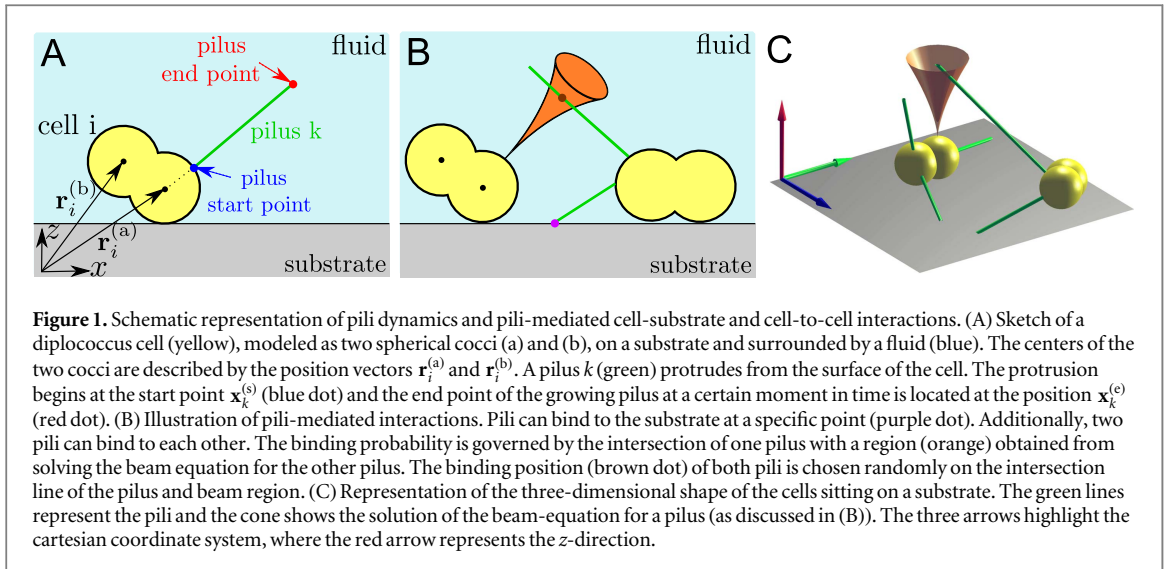 A
fluid
pilus
end point
cell i
pilus k
pilus
start point
r_i^(b)
r_i^(a)
z
x
substrate
B
fluid
substrate
C
Figure 1. Schematic representation of pili dynamics and pili-mediated cell-substrate and cell-to-cell interactions. (A) Sketch of a
diplococcus cell (yellow), modeled as two spherical cocci (a) and (b), on a substrate and surrounded by a fluid (blue). The centers of the
two cocci are described by the position vectors r_i^(a) and r_i^(b). A pilus k (green) protrudes from the surface of the cell. The protrusion
begins at the start point x_k^(s) (blue dot) and the end point of the growing pilus at a certain moment in time is located at the position x_k^(e)
(red dot). (B) Illustration of pili-mediated interactions. Pili can bind to the substrate at a specific point (purple dot). Additionally, two
pili can bind to each other. The binding probability is governed by the intersection of one pilus with a region (orange) obtained from
solving the beam equation for the other pilus. The binding position (brown dot) of both pili is chosen randomly on the intersection
line of the pilus and beam region. (C) Representation of the three-dimensional shape of the cells sitting on a substrate. The green lines
represent the pili and the cone shows the solution of the beam-equation for a pilus (as discussed in (B)). The three arrows highlight the
cartesian coordinate system, where the red arrow represents the z-direction.